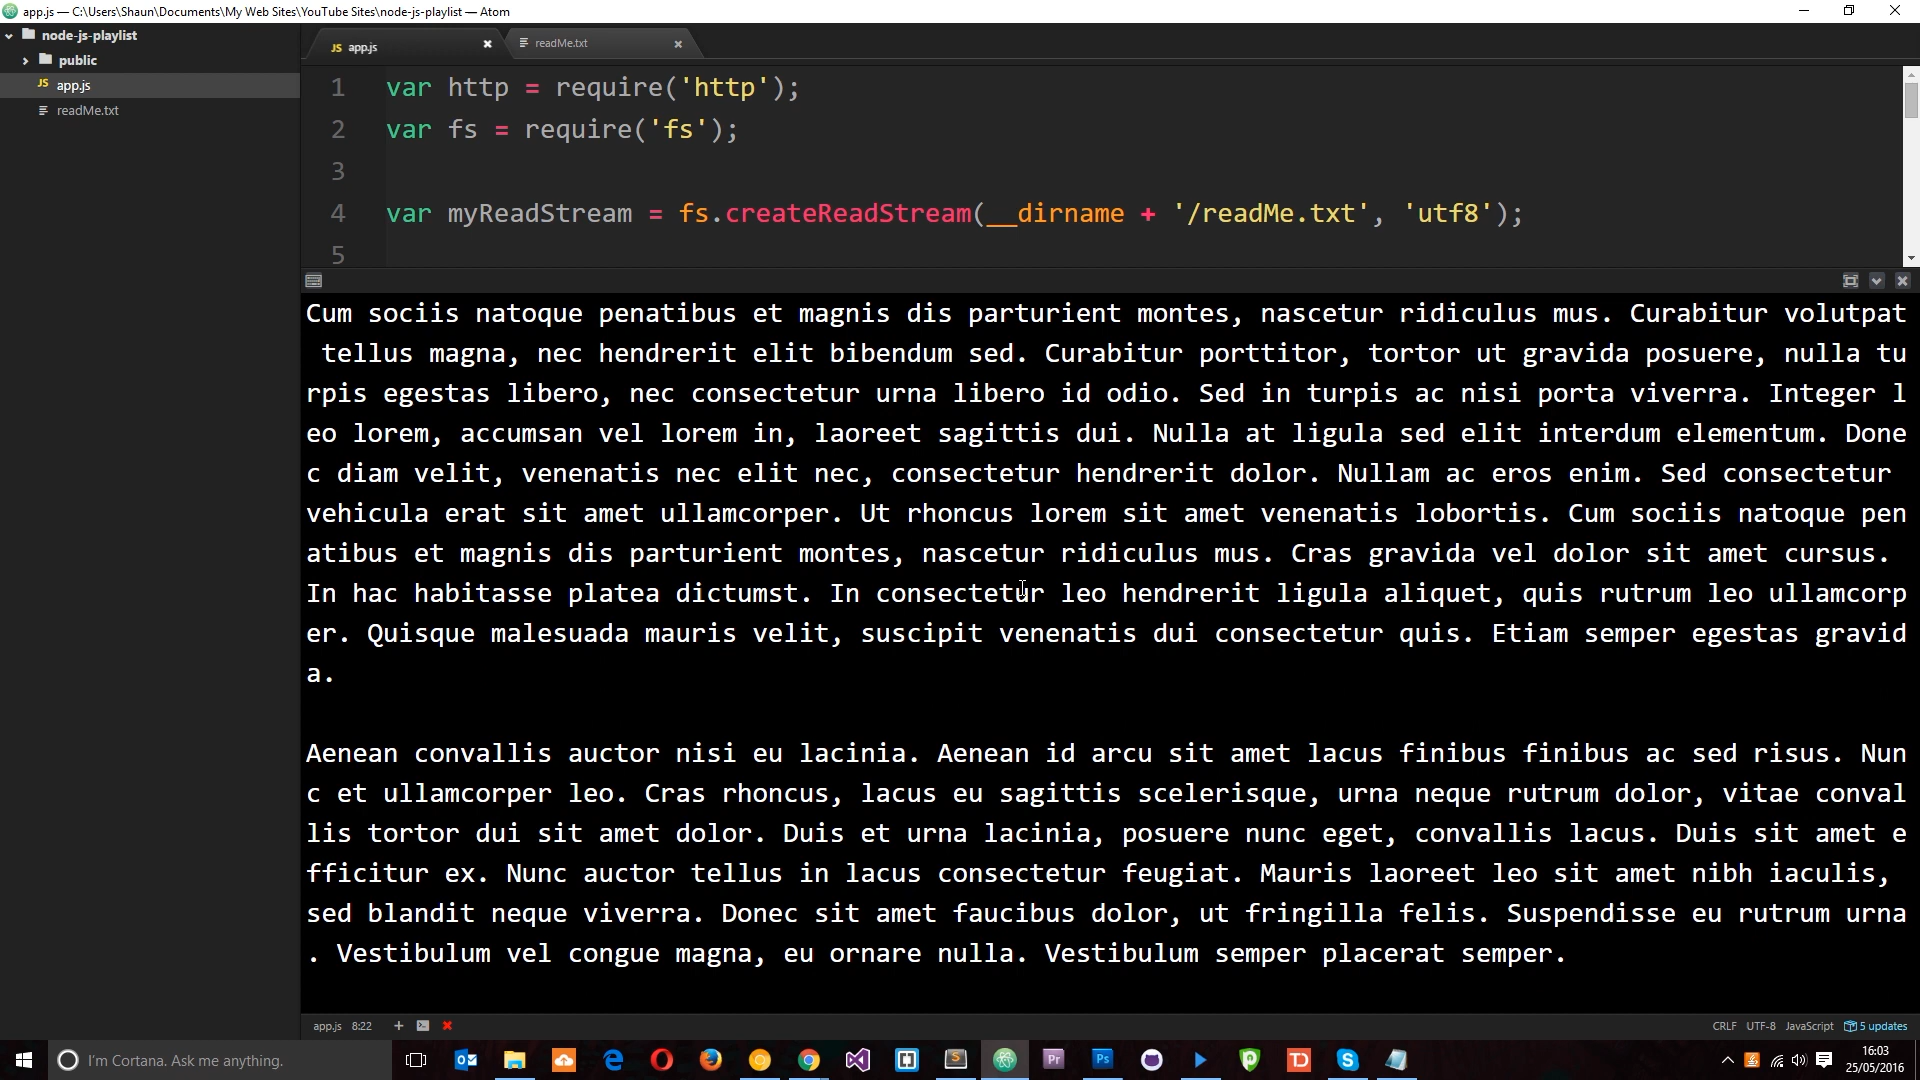 app.js — C:\Users\Shaun\Documents\My Web Sites\YouTube Sites\node-js-playlist — Atom
node-js-playlist
public
JS app.js
readMe.txt
JS app.js
readMe.txt
1 var http = require('http');
2 var fs = require('fs');
3
4 var myReadStream = fs.createReadStream(__dirname + '/readMe.txt', 'utf8');
5
Cum sociis natoque penatibus et magnis dis parturient montes, nascetur ridiculus mus. Curabitur volutpat
tellus magna, nec hendrerit elit bibendum sed. Curabitur porttitor, tortor ut gravida posuere, nulla tu
rpis egestas libero, nec consectetur urna libero id odio. Sed in turpis ac nisi porta viverra. Integer l
eo lorem, accumsan vel lorem in, laoreet sagittis dui. Nulla at ligula sed elit interdum elementum. Done
c diam velit, venenatis nec elit nec, consectetur hendrerit dolor. Nullam ac eros enim. Sed consectetur
vehicula erat sit amet ullamcorper. Ut rhoncus lorem sit amet venenatis lobortis. Cum sociis natoque pen
atibus et magnis dis parturient montes, nascetur ridiculus mus. Cras gravida vel dolor sit amet cursus.
In hac habitasse platea dictumst. In consectetur leo hendrerit ligula aliquet, quis rutrum leo ullamcorp
er. Quisque malesuada mauris velit, suscipit venenatis dui consectetur quis. Etiam semper egestas gravid
a.
Aenean convallis auctor nisi eu lacinia. Aenean id arcu sit amet lacus finibus finibus ac sed risus. Nun
c et ullamcorper leo. Cras rhoncus, lacus eu sagittis scelerisque, urna neque rutrum dolor, vitae conval
lis tortor dui sit amet dolor. Duis et urna lacinia, posuere nunc eget, convallis lacus. Duis sit amet e
fficitur ex. Nunc auctor tellus in lacus consectetur feugiat. Mauris laoreet leo sit amet nibh iaculis,
sed blandit neque viverra. Donec sit amet faucibus dolor, ut fringilla felis. Suspendisse eu rutrum urna
. Vestibulum vel congue magna, eu ornare nulla. Vestibulum semper placerat semper.
app.js 8:22
CRLF UTF-8 JavaScript 5 updates
I'm Cortana. Ask me anything.
Pr
Ps
TD
16:03
25/05/2016